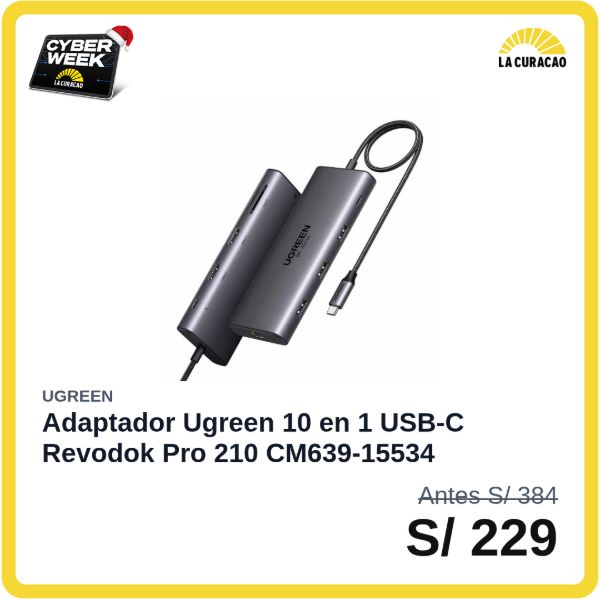 CYBER
WEEK
LA CURACAO
LA CURACAO
UGREEN
UGREEN
Adaptador Ugreen 10 en 1 USB-C
Revodok Pro 210 CM639-15534
Antes S/ 384
S/ 229